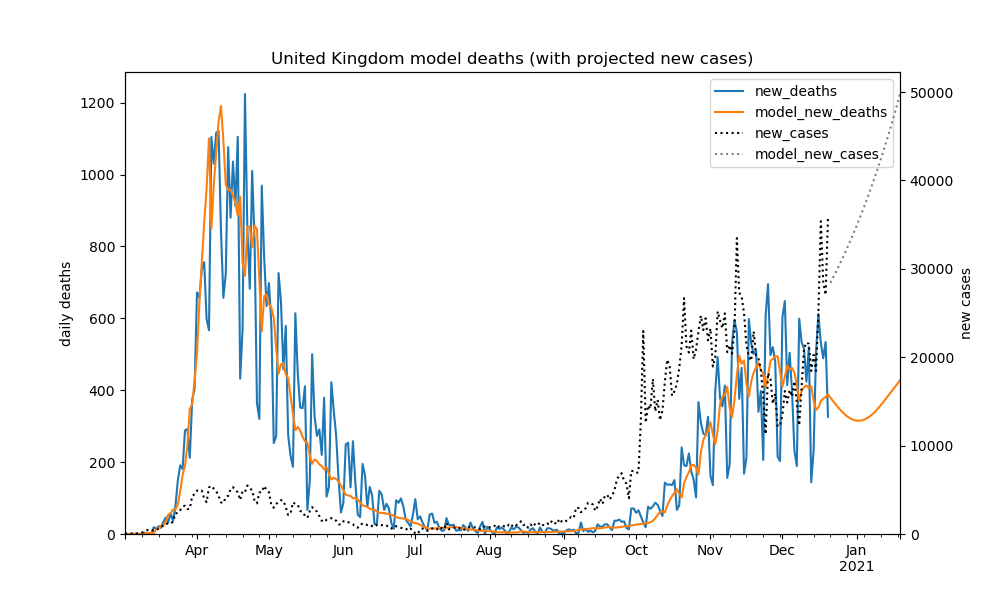 United Kingdom model deaths (with projected new cases)
new_deaths
model_new_deaths
new_cases
model_new_cases
1200
1000
800
600
400
200
0
daily deaths
50000
40000
30000
20000
10000
0
new cases
Apr May Jun Jul Aug Sep Oct Nov Dec Jan
2021